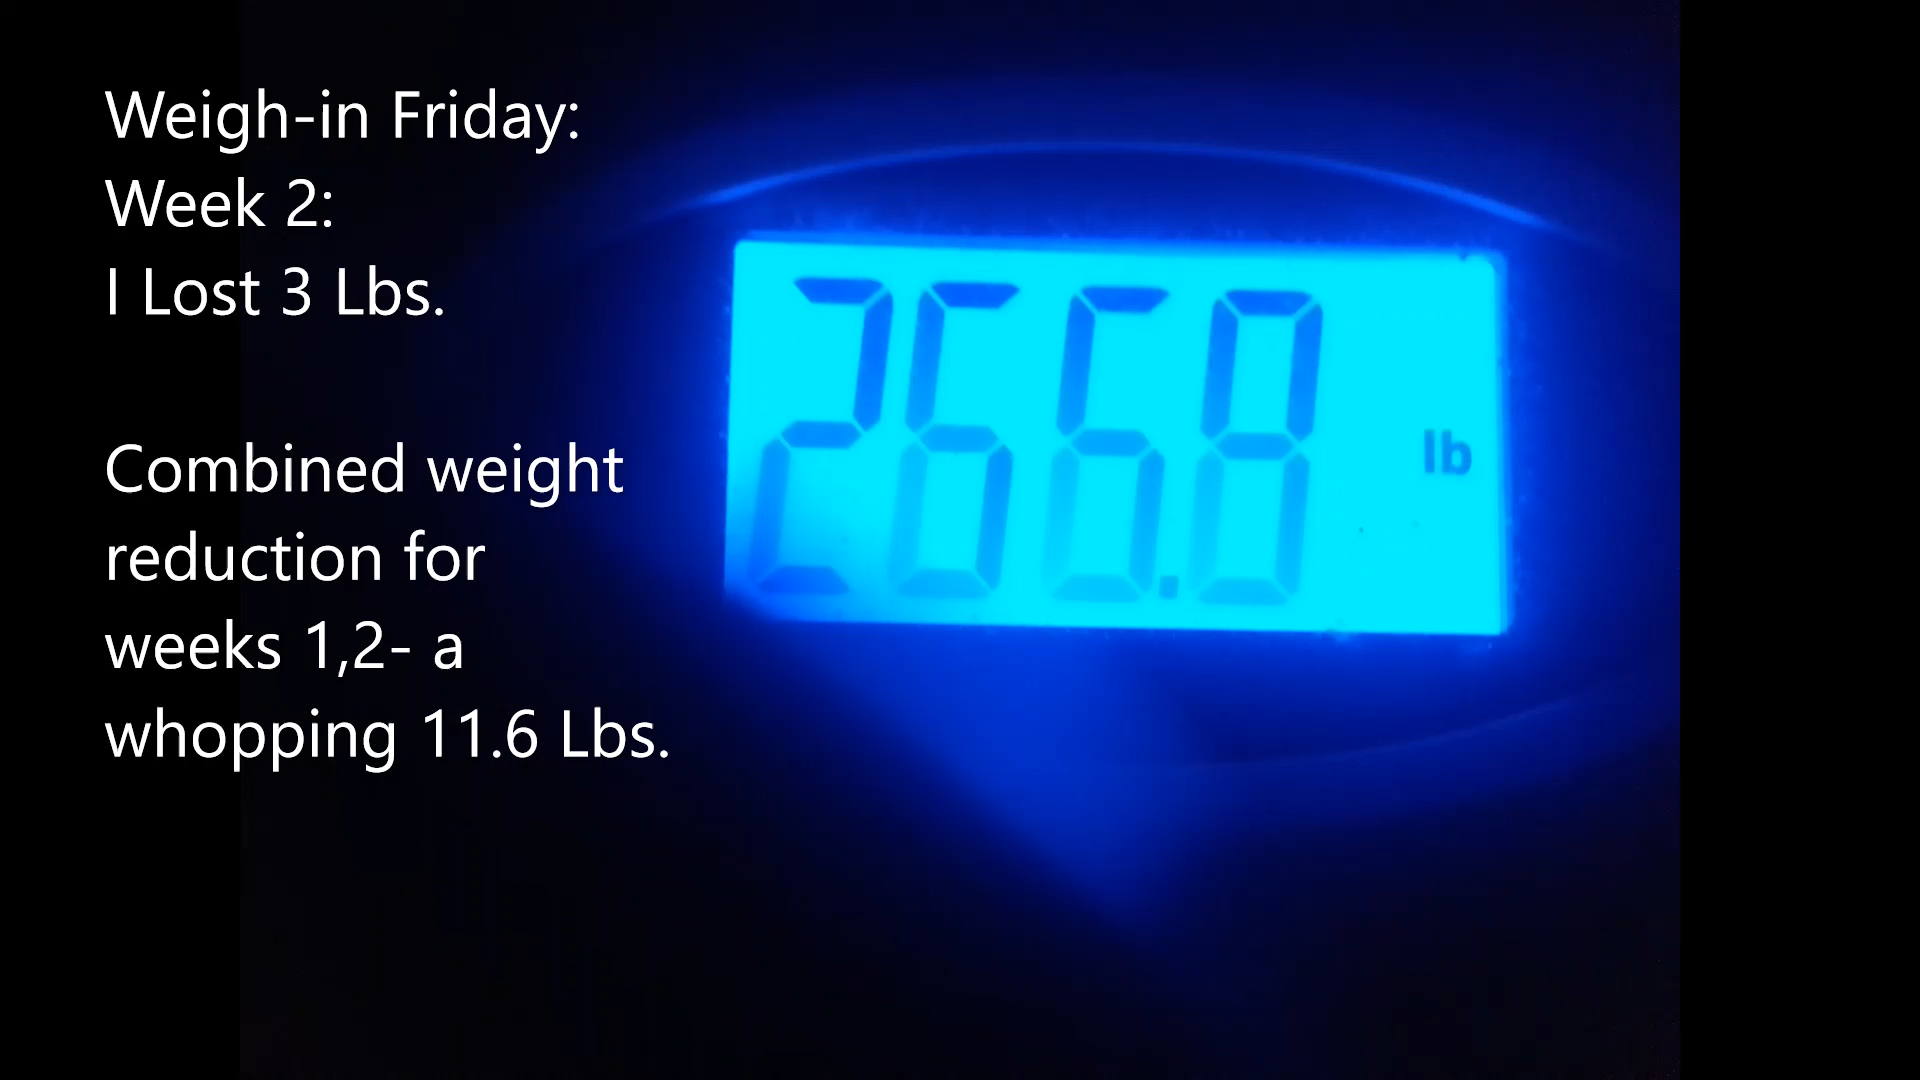 Weigh-in Friday:
Week 2:
I Lost 3 Lbs.
Combined weight
reduction for
weeks 1,2- a
whopping 11.6 Lbs.
266.8 lb